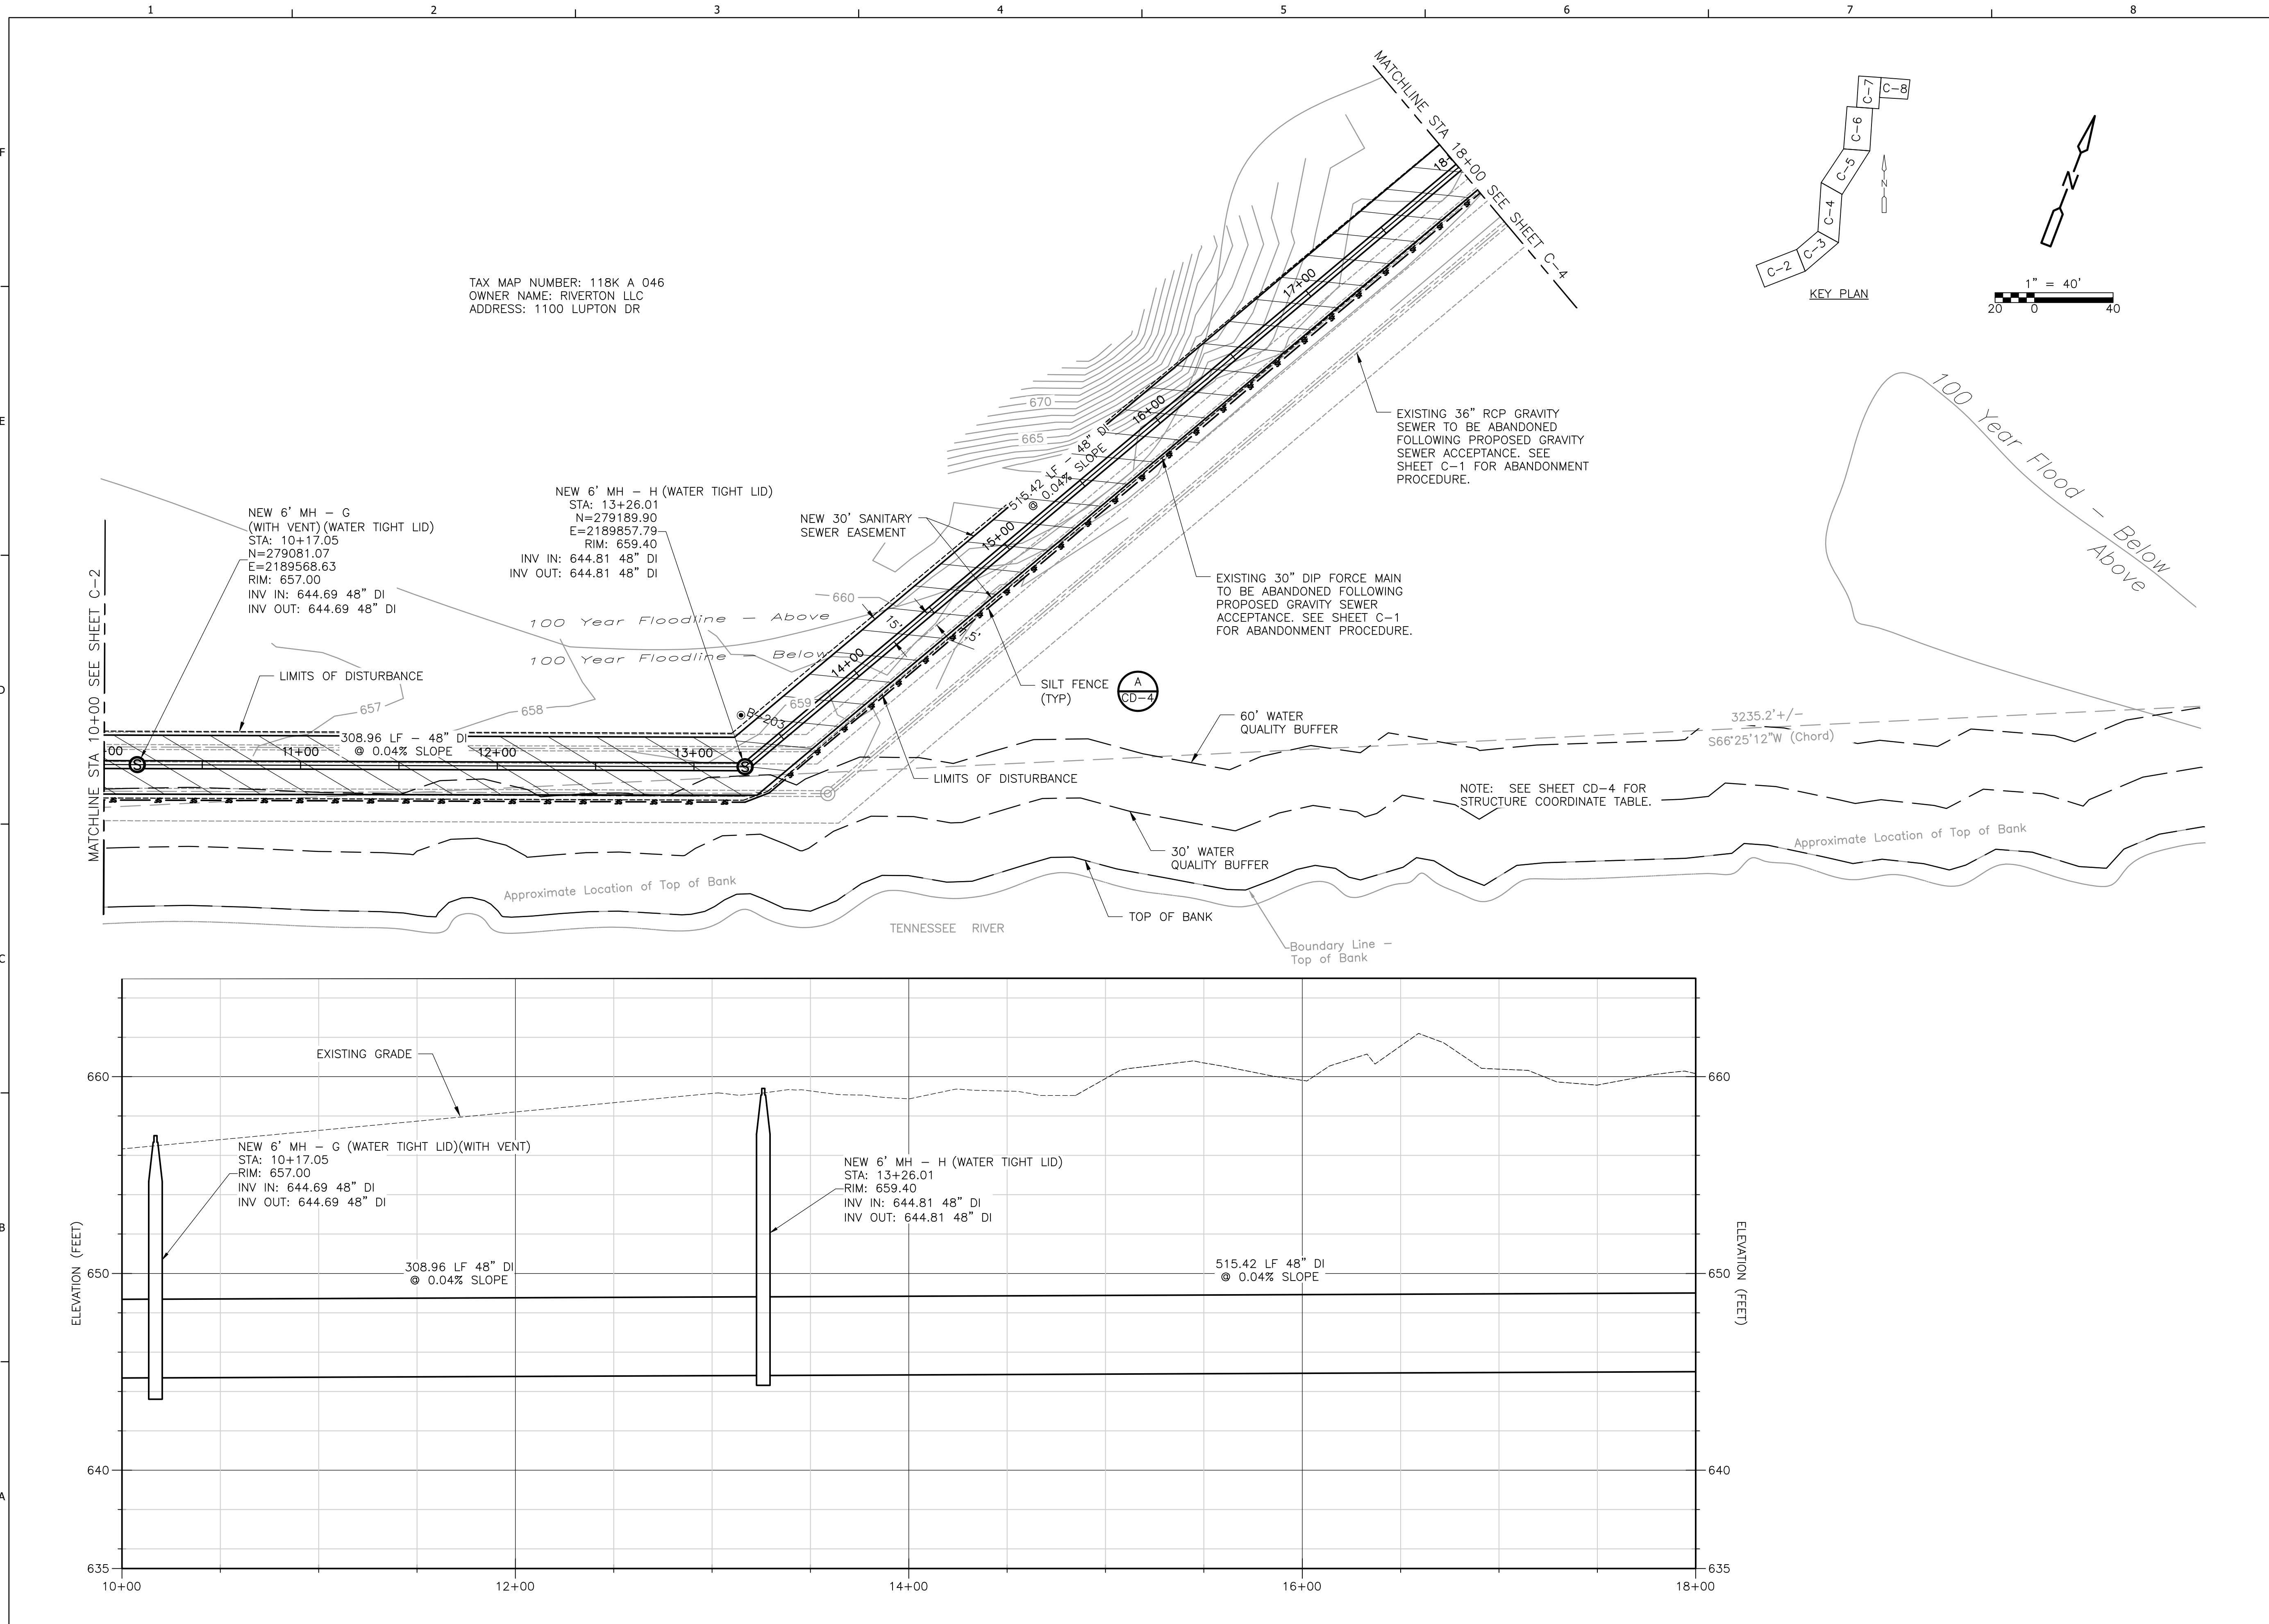 1 2 3 4 5 6 7 8
F
E
D
C
B
A
MATCHLINE STA 18+00 SEE SHEET C-4
C-7
C-8
C-6
C-5
C-4
C-3
C-2
N
KEY PLAN
N
1" = 40'
20 0 40
TAX MAP NUMBER: 118K A 046
OWNER NAME: RIVERTON LLC
ADDRESS: 1100 LUPTON DR
18'
17+00
16+00
15+00
14+00
670
665
515.42 LF - 48" DI
@ 0.04% SLOPE
EXISTING 36" RCP GRAVITY
SEWER TO BE ABANDONED
FOLLOWING PROPOSED GRAVITY
SEWER ACCEPTANCE. SEE
SHEET C-1 FOR ABANDONMENT
PROCEDURE.
100 Year Flood - Below
Above
NEW 6' MH - G
(WITH VENT)(WATER TIGHT LID)
STA: 10+17.05
N=279081.07
E=2189568.63
RIM: 657.00
INV IN: 644.69 48" DI
INV OUT: 644.69 48" DI
NEW 6' MH - H (WATER TIGHT LID)
STA: 13+26.01
N=279189.90
E=2189857.79
RIM: 659.40
INV IN: 644.81 48" DI
INV OUT: 644.81 48" DI
NEW 30' SANITARY
SEWER EASEMENT
EXISTING 30" DIP FORCE MAIN
TO BE ABANDONED FOLLOWING
PROPOSED GRAVITY SEWER
ACCEPTANCE. SEE SHEET C-1
FOR ABANDONMENT PROCEDURE.
660
100 Year Floodline - Above
100 Year Floodline - Below
15'
5'
MATCHLINE STA 10+00 SEE SHEET C-2
LIMITS OF DISTURBANCE
657
658
659
B-203
SILT FENCE
(TYP)
A
CD-4
60' WATER
QUALITY BUFFER
3235.2'+/-
S66°25'12"W (Chord)
+00
11+00
308.96 LF - 48" DI
@ 0.04% SLOPE
12+00
13+00
S
S
LIMITS OF DISTURBANCE
NOTE: SEE SHEET CD-4 FOR
STRUCTURE COORDINATE TABLE.
30' WATER
QUALITY BUFFER
Approximate Location of Top of Bank
Approximate Location of Top of Bank
TOP OF BANK
TENNESSEE RIVER
Boundary Line -
Top of Bank
EXISTING GRADE
660
660
NEW 6' MH - G (WATER TIGHT LID)(WITH VENT)
STA: 10+17.05
RIM: 657.00
INV IN: 644.69 48" DI
INV OUT: 644.69 48" DI
NEW 6' MH - H (WATER TIGHT LID)
STA: 13+26.01
RIM: 659.40
INV IN: 644.81 48" DI
INV OUT: 644.81 48" DI
ELEVATION (FEET)
ELEVATION (FEET)
308.96 LF 48" DI
@ 0.04% SLOPE
515.42 LF 48" DI
@ 0.04% SLOPE
650
650
640
640
635
635
10+00 12+00 14+00 16+00 18+00